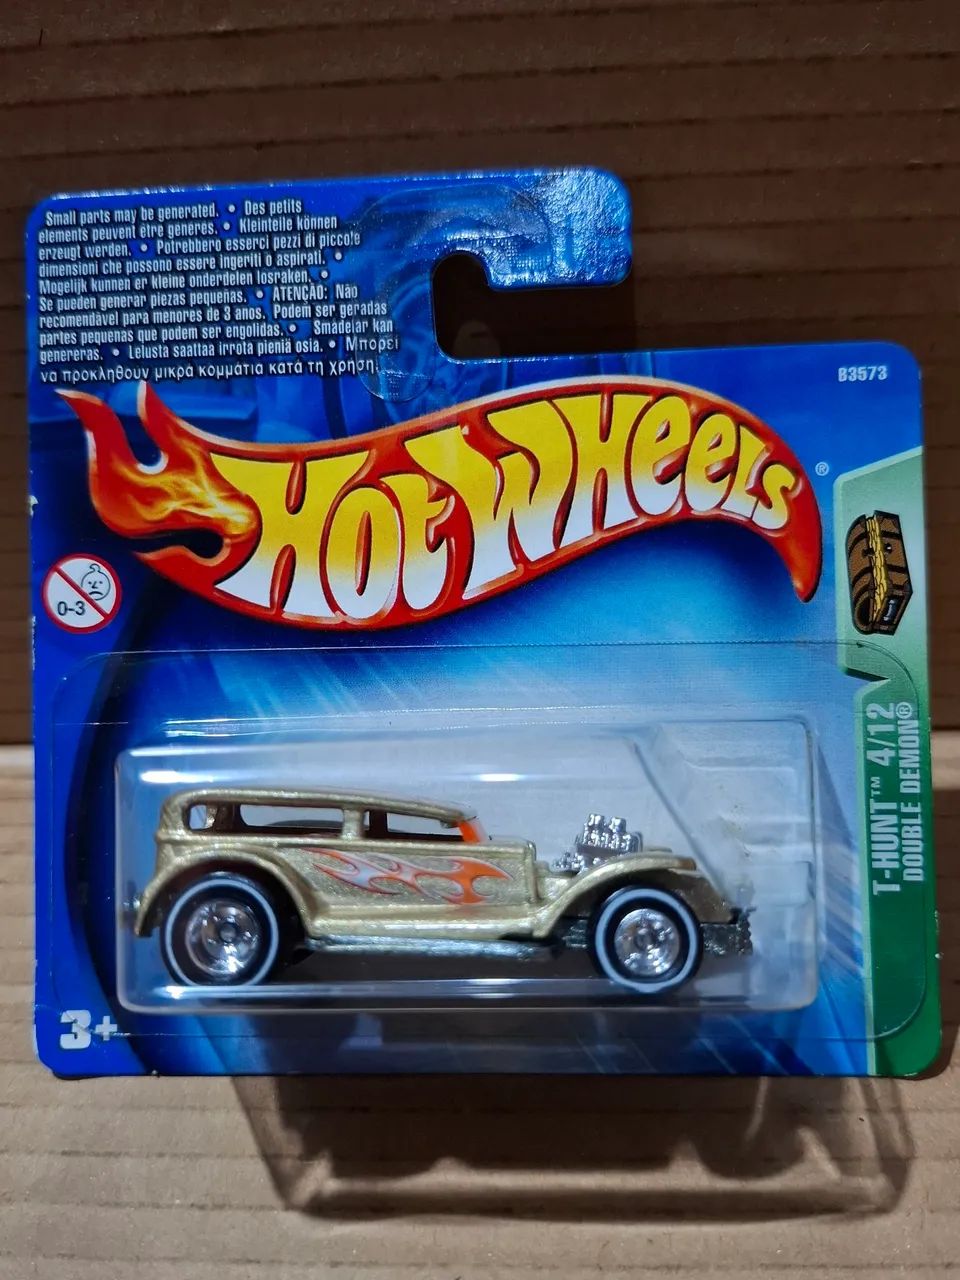 Small parts may be generated. • Des petits
elements peuvent être generes. • Kleinteile können
erzeugt werden. • Potrebbero esserci pezzi di piccole
dimensioni che possono essere ingeriti o aspirati. •
Mogelijk kunnen er kleine onderdelen losraken. •
Se pueden generar piezas pequeñas. • ATENÇÃO: Não
recomendável para menores de 3 anos. Podem ser geradas
partes pequenas que podem ser engolidas. • Smådelar kan
genereras. • Lelusta saattaa irrota pieniä osia. • Μπορεί
να προκληθούν μικρά κομμάτια κατά τη χρήση.
B3573
Hot Wheels®
0-3
T-HUNT™ 4/12
DOUBLE DEMON®
3+